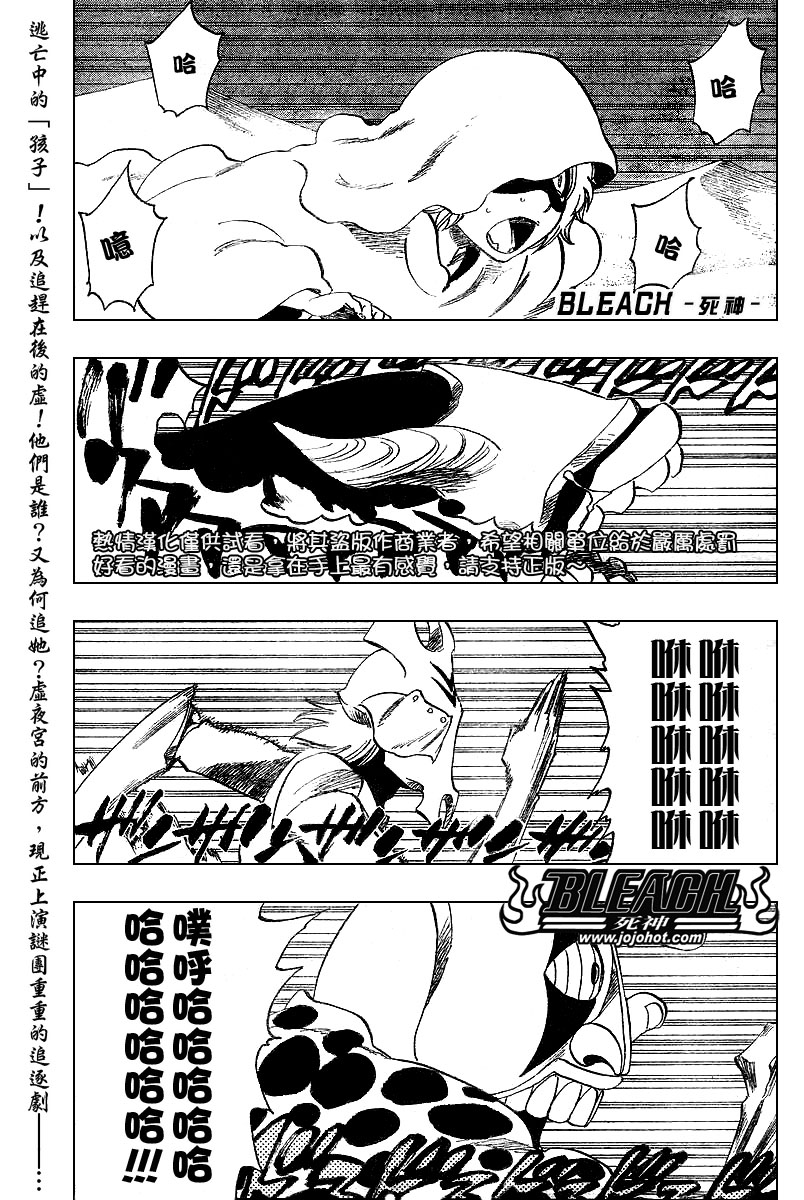 逃亡中的「孩子」！以及追趕在後的虛！他們是誰？又為何追她？虛夜宮的前方，現正上演謎團重重的追逐劇——…
哈
哈
噫
哈
BLEACH -死神-
熱情漢化僅供試看，將其盜版作商業者，希望相關單位給於嚴厲處罰
好看的漫畫，還是拿在手上最有感覺，請支持正版～
咻咻咻咻咻
咻咻咻咻咻
BLEACH
死神
www.jojohot.com
噗呼哈哈哈哈哈
哈哈哈哈哈哈!!!